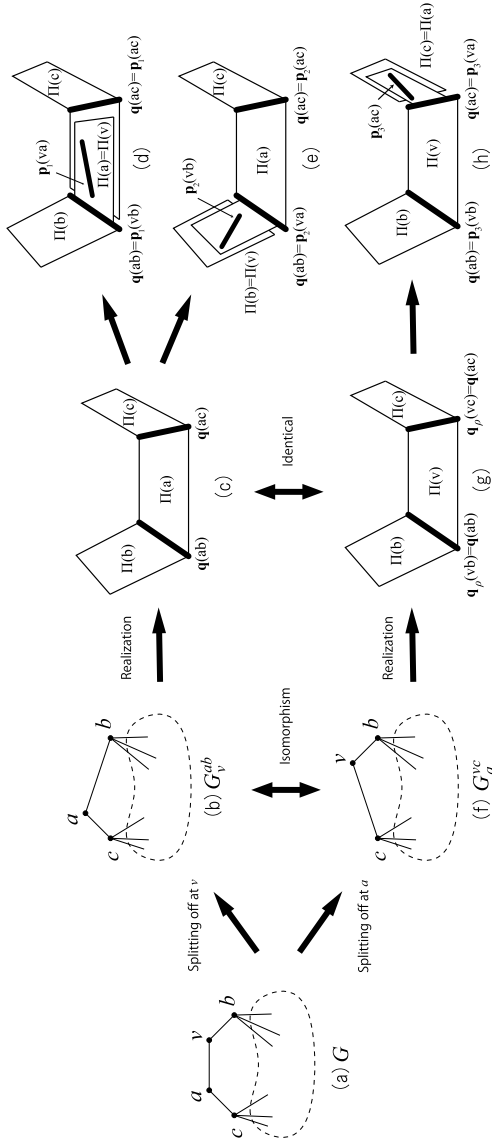 a
v
c
b
(a) G
Splitting off at v
Splitting off at a
a
c
b
(b) G_v^{ab}
Isomorphism
v
c
b
(f) G_a^{vc}
Realization
Realization
Π(b)
Π(a)
Π(c)
q(ab)
q(ac)
(c)
Identical
Π(b)
Π(v)
Π(c)
q_ρ(vb)=q(ab)
q_ρ(vc)=q(ac)
(g)
Π(b)
p_1(va)
Π(a)=Π(v)
Π(c)
q(ab)=p_1(vb)
q(ac)=p_1(ac)
(d)
Π(b)=Π(v)
p_2(vb)
Π(a)
Π(c)
q(ab)=p_2(va)
q(ac)=p_2(ac)
(e)
Π(b)
Π(v)
p_3(ac)
Π(c)=Π(a)
q(ab)=p_3(vb)
q(ac)=p_3(va)
(h)